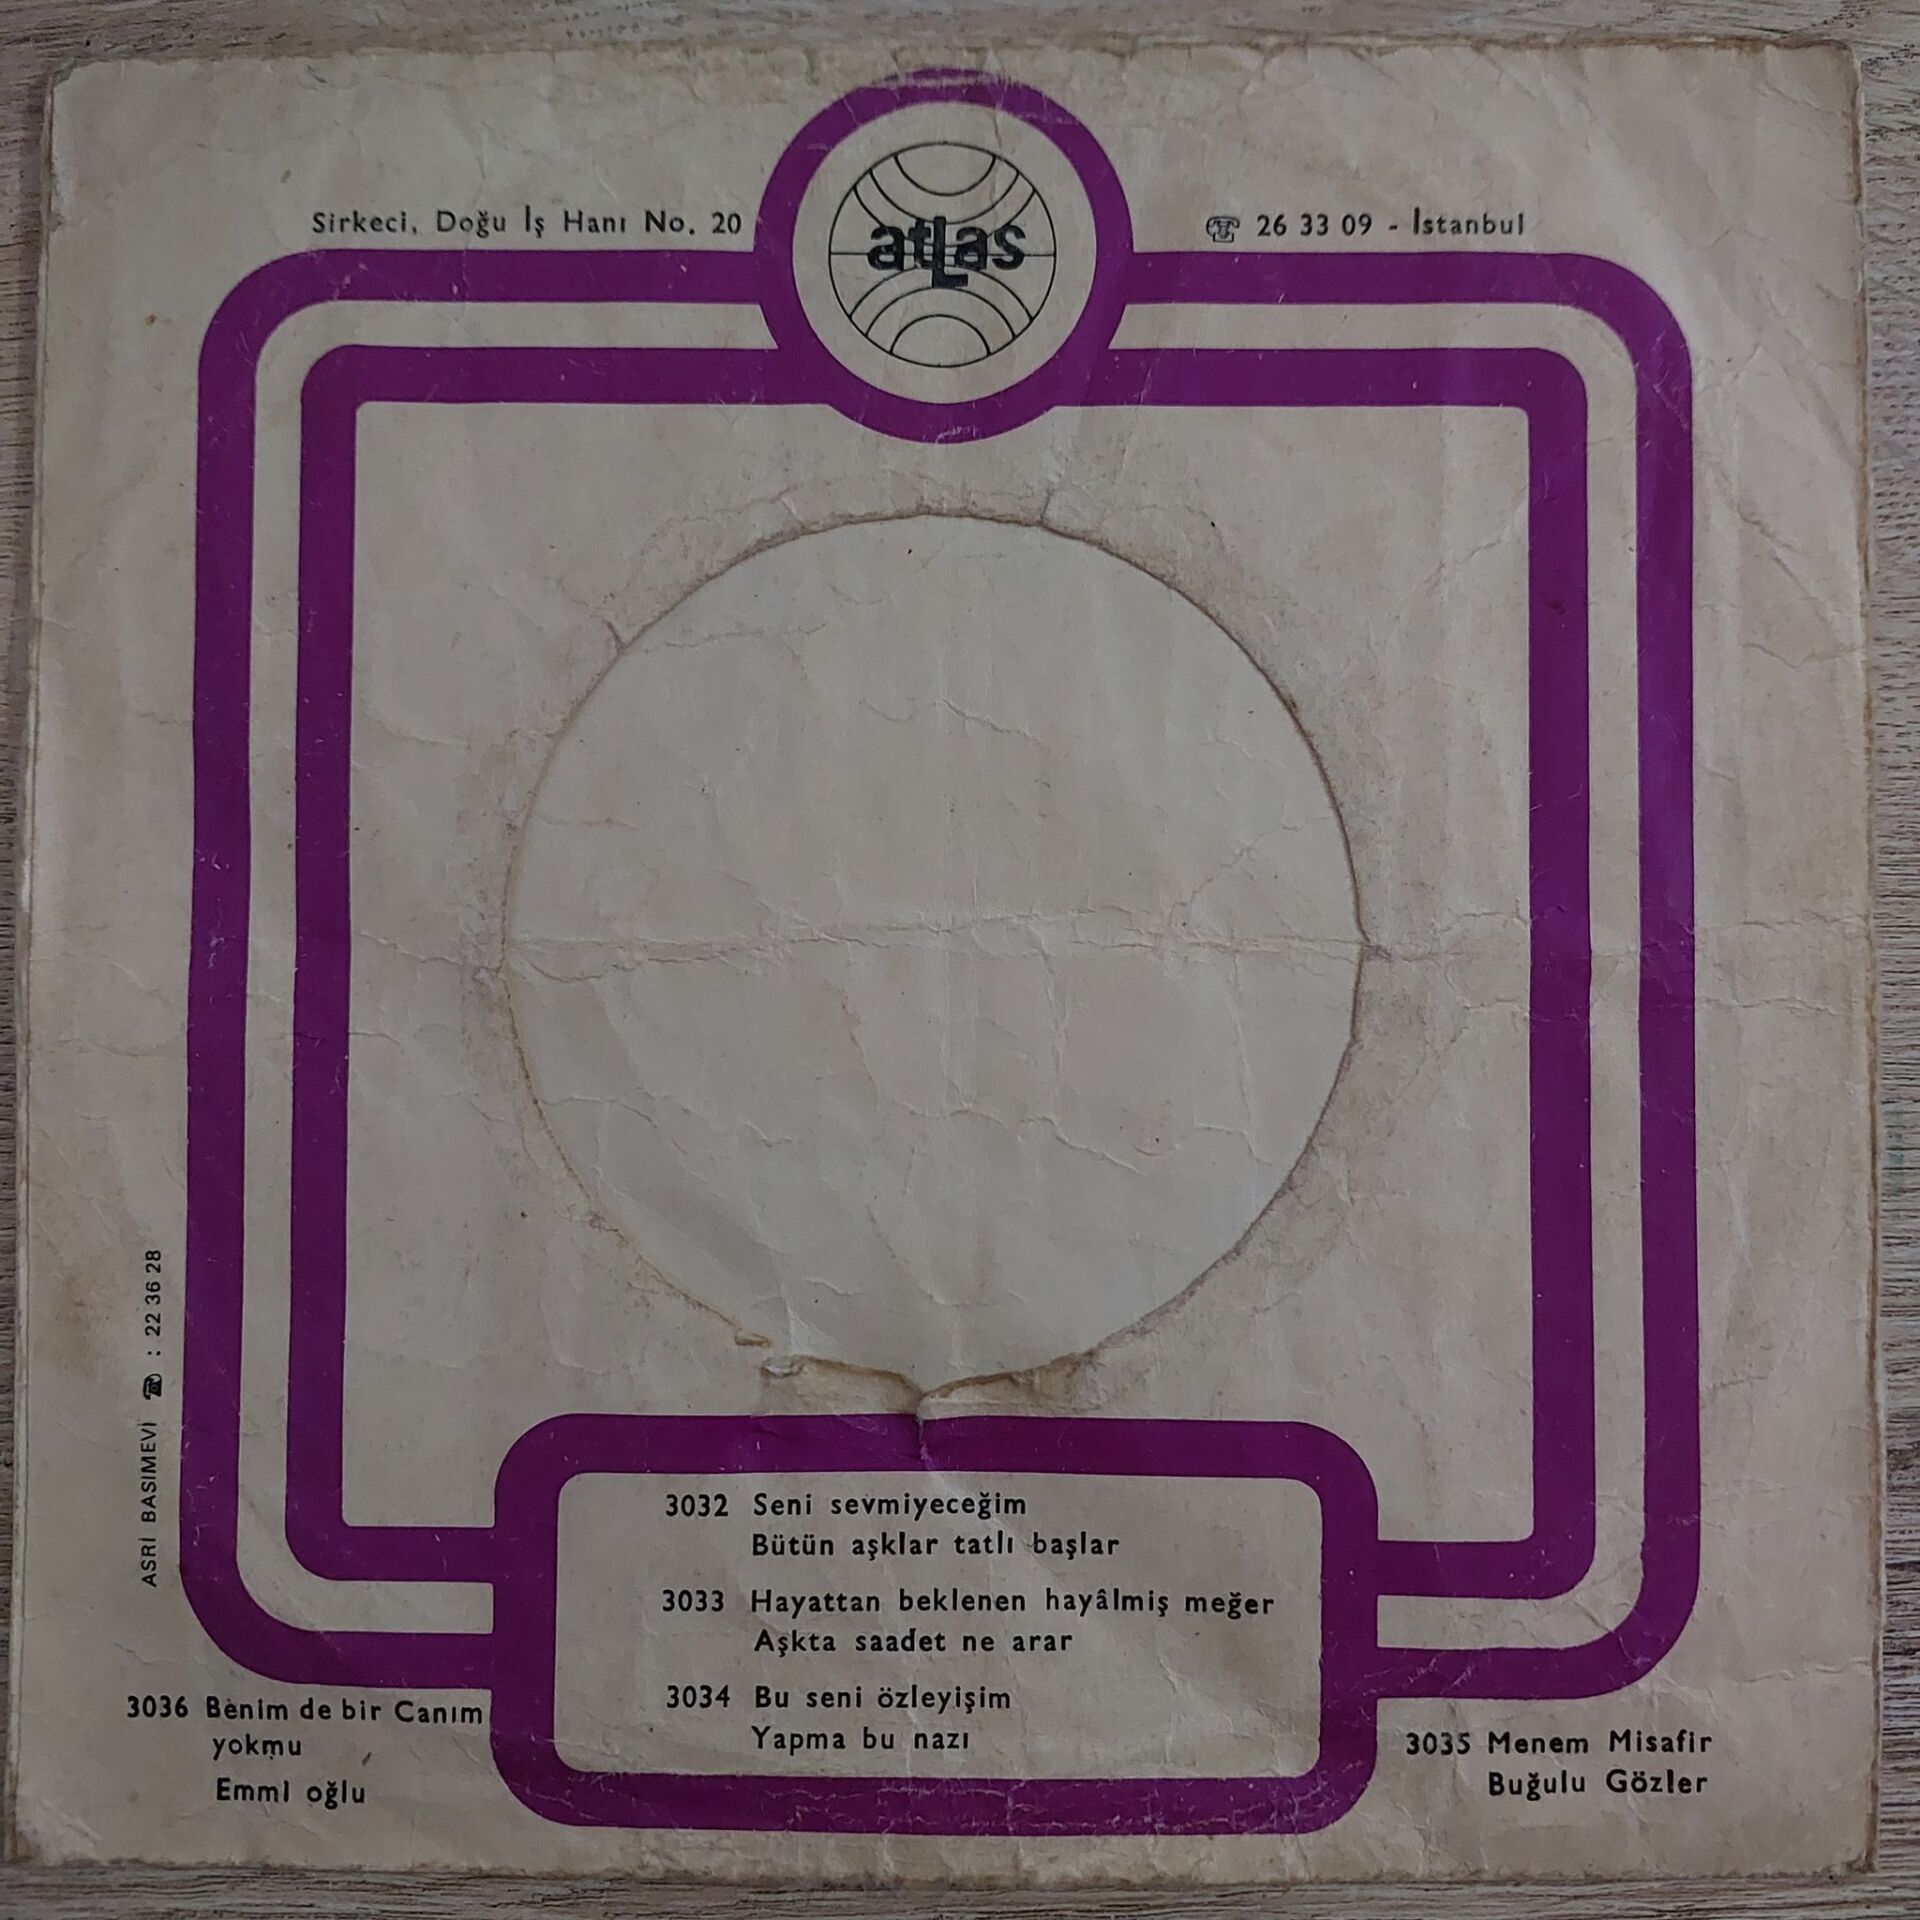 atLas
Sirkeci, Doğu İş Hanı No. 20
☏ 26 33 09 - İstanbul
ASRİ BASIMEVİ ☎ : 22 36 28
3032 Seni sevmiyeceğim
Bütün aşklar tatlı başlar
3033 Hayattan beklenen hayâlmiş meğer
Aşkta saadet ne arar
3034 Bu seni özleyişim
Yapma bu nazı
3036 Benim de bir Canım
yokmu
Emmi oğlu
3035 Menem Misafir
Buğulu Gözler